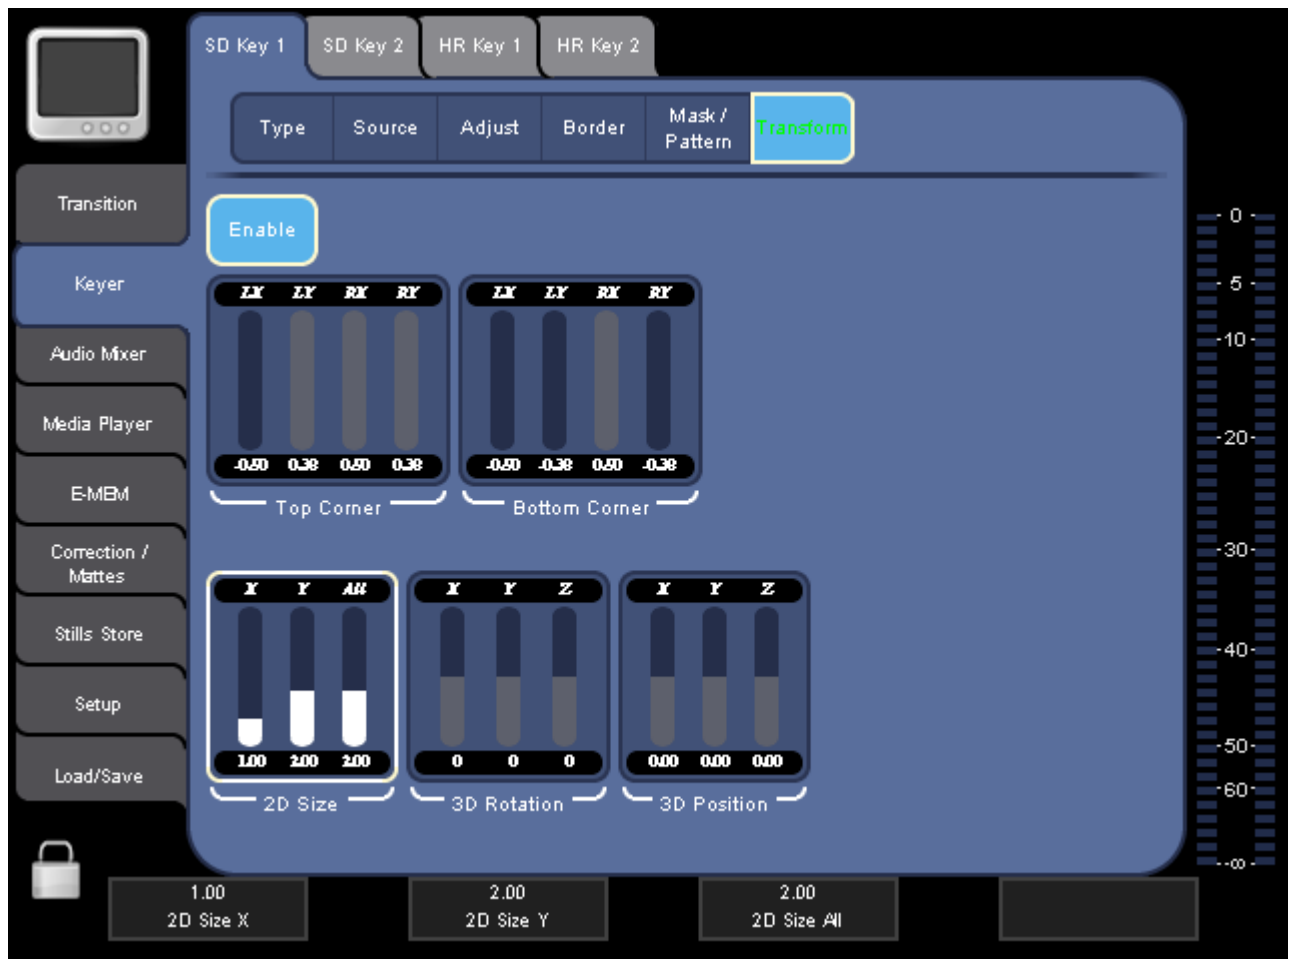 SD Key 1 SD Key 2 HR Key 1 HR Key 2
Type Source Adjust Border Mask / Pattern Transform
Transition
Enable
Keyer
LX LY RX RY LX LY RX RY
Audio Mixer
Media Player
-0.50 0.38 0.50 0.38 -0.50 -0.38 0.50 -0.38
Top Corner Bottom Corner
E-MEM
Correction /
Mattes
X Y All X Y Z X Y Z
Stills Store
Setup
1.00 2.00 2.00 0 0 0 0.00 0.00 0.00
Load/Save
2D Size 3D Rotation 3D Position
0
5
-10
-20
-30
-40
-50
-60
-∞
1.00 2.00 2.00
2D Size X 2D Size Y 2D Size All